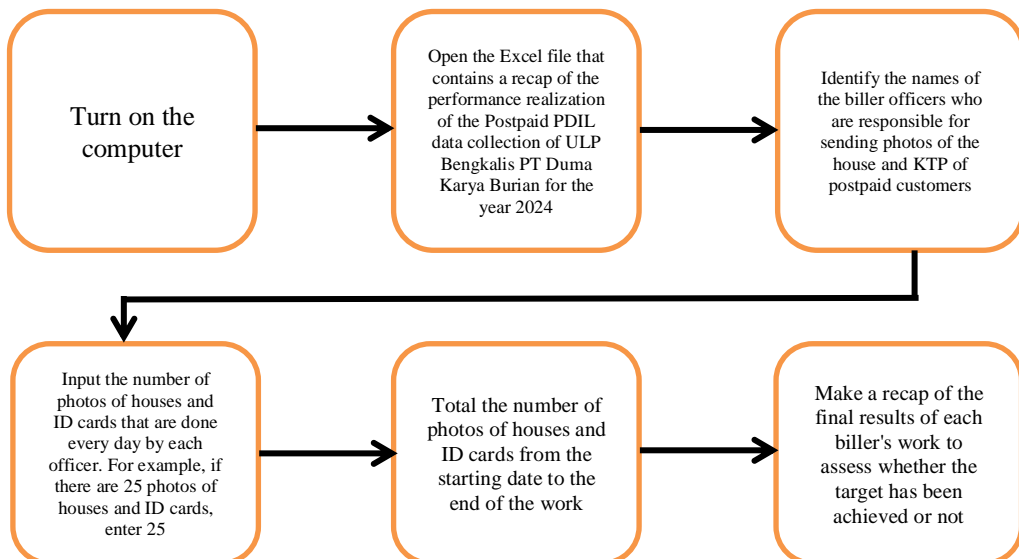 Turn on the
computer
Open the Excel file that
contains a recap of the
performance realization
of the Postpaid PDIL
data collection of ULP
Bengkalis PT Duma
Karya Burian for the
year 2024
Identify the names of
the biller officers who
are responsible for
sending photos of the
house and KTP of
postpaid customers
Input the number of
photos of houses and
ID cards that are done
every day by each
officer. For example, if
there are 25 photos of
houses and ID cards,
enter 25
Total the number of
photos of houses and
ID cards from the
starting date to the
end of the work
Make a recap of the
final results of each
biller's work to
assess whether the
target has been
achieved or not